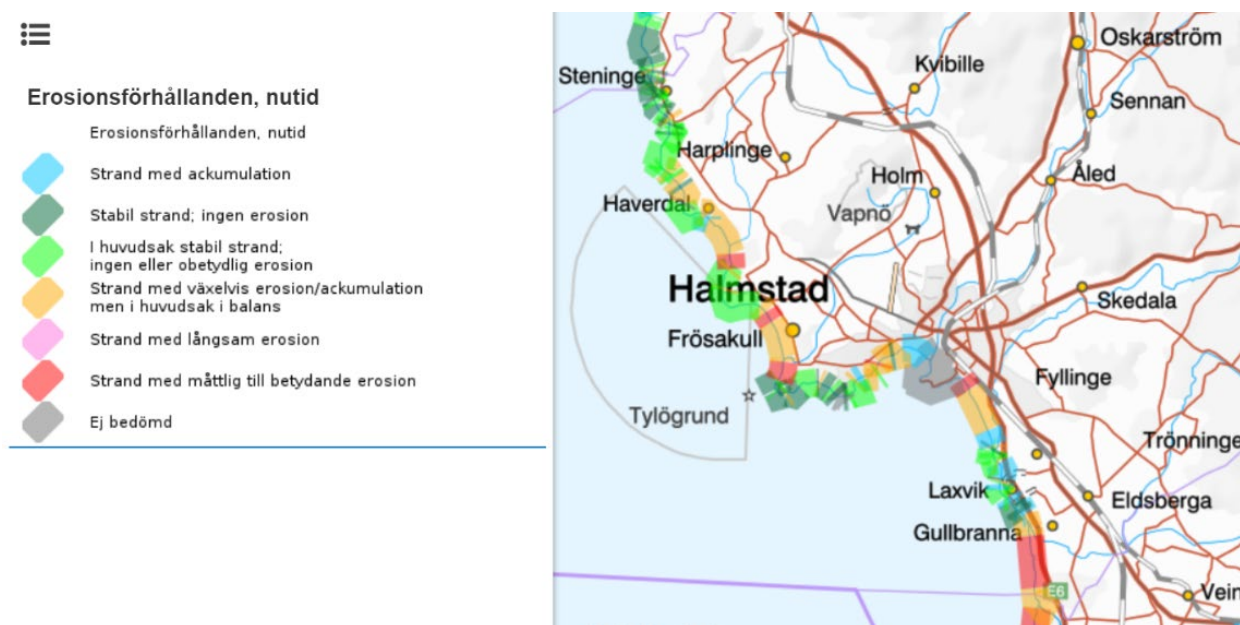 Erosionsförhållanden, nutid
Erosionsförhållanden, nutid
Strand med ackumulation
Stabil strand; ingen erosion
I huvudsak stabil strand;
ingen eller obetydlig erosion
Strand med växelvis erosion/ackumulation
men i huvudsak i balans
Strand med långsam erosion
Strand med måttlig till betydande erosion
Ej bedömd
Oskarström
Kvibille
Steninge
Sennan
Harplinge
Holm
Åled
Haverdal
Vapnö
Halmstad
Skedala
Frösakull
Fyllinge
Tylögrund
Trönninge
Laxvik
Eldsberga
Gullbranna
E6
Vein